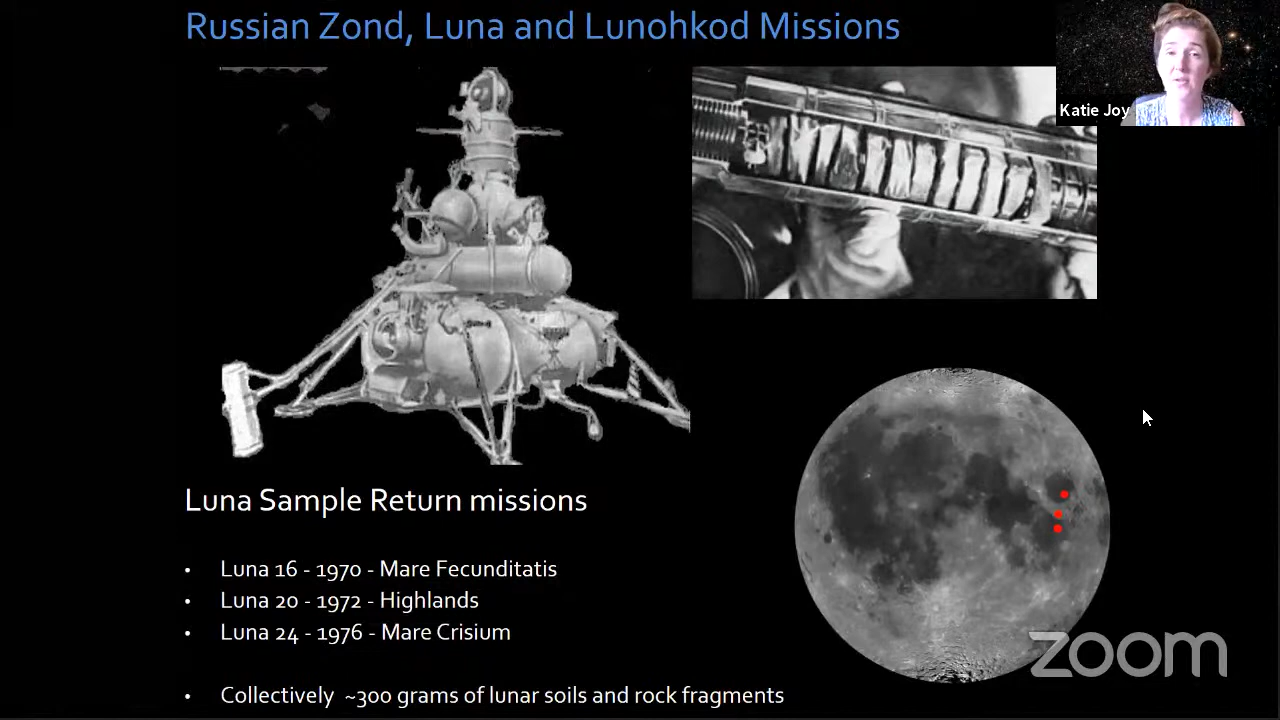 Russian Zond, Luna and Lunohkod Missions
Katie Joy
Luna Sample Return missions
• Luna 16 - 1970 - Mare Fecunditatis
• Luna 20 - 1972 - Highlands
• Luna 24 - 1976 - Mare Crisium
• Collectively ~300 grams of lunar soils and rock fragments
zoom